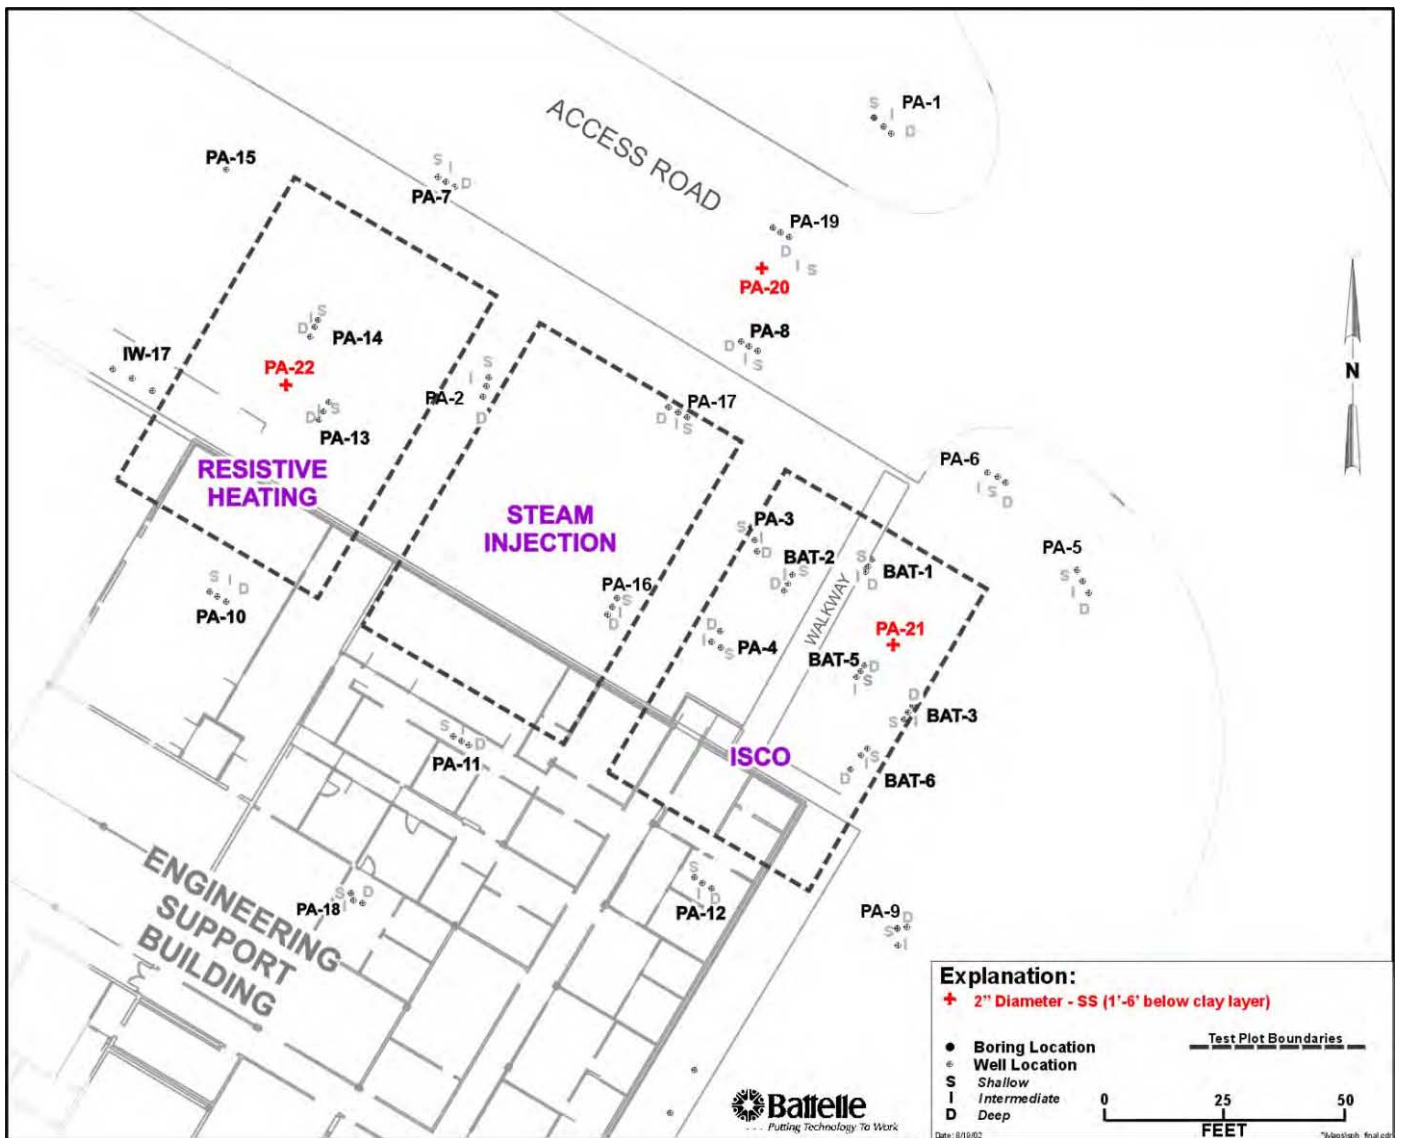 S
I
D
PA-1
ACCESS ROAD
PA-15
S
I
D
PA-7
PA-19
D
I
S
PA-20
S
I
D
PA-14
PA-8
D
I
S
IW-17
PA-22
S
I
PA-2
D
N
I
S
D
PA-13
PA-17
D
I
S
RESISTIVE
HEATING
PA-6
I
S
D
STEAM
INJECTION
PA-3
S
I
D
BAT-2
I
S
D
S
I
D
BAT-1
PA-5
S
I
D
S
I
D
PA-10
PA-16
S
I
D
WALKWAY
D
I
S
PA-4
PA-21
BAT-5
D
I
S
D
S
I
BAT-3
S
I
D
PA-11
ISCO
S
I
D
BAT-6
ENGINEERING
SUPPORT
BUILDING
S
D
I
PA-18
S
I
D
PA-12
PA-9
D
S
I
Explanation:
2" Diameter - SS (1'-6' below clay layer)
Boring Location
Test Plot Boundaries
Well Location
S Shallow
I Intermediate
D Deep
0 25 50
FEET
Battelle
Putting Technology To Work
Date: 8/19/02